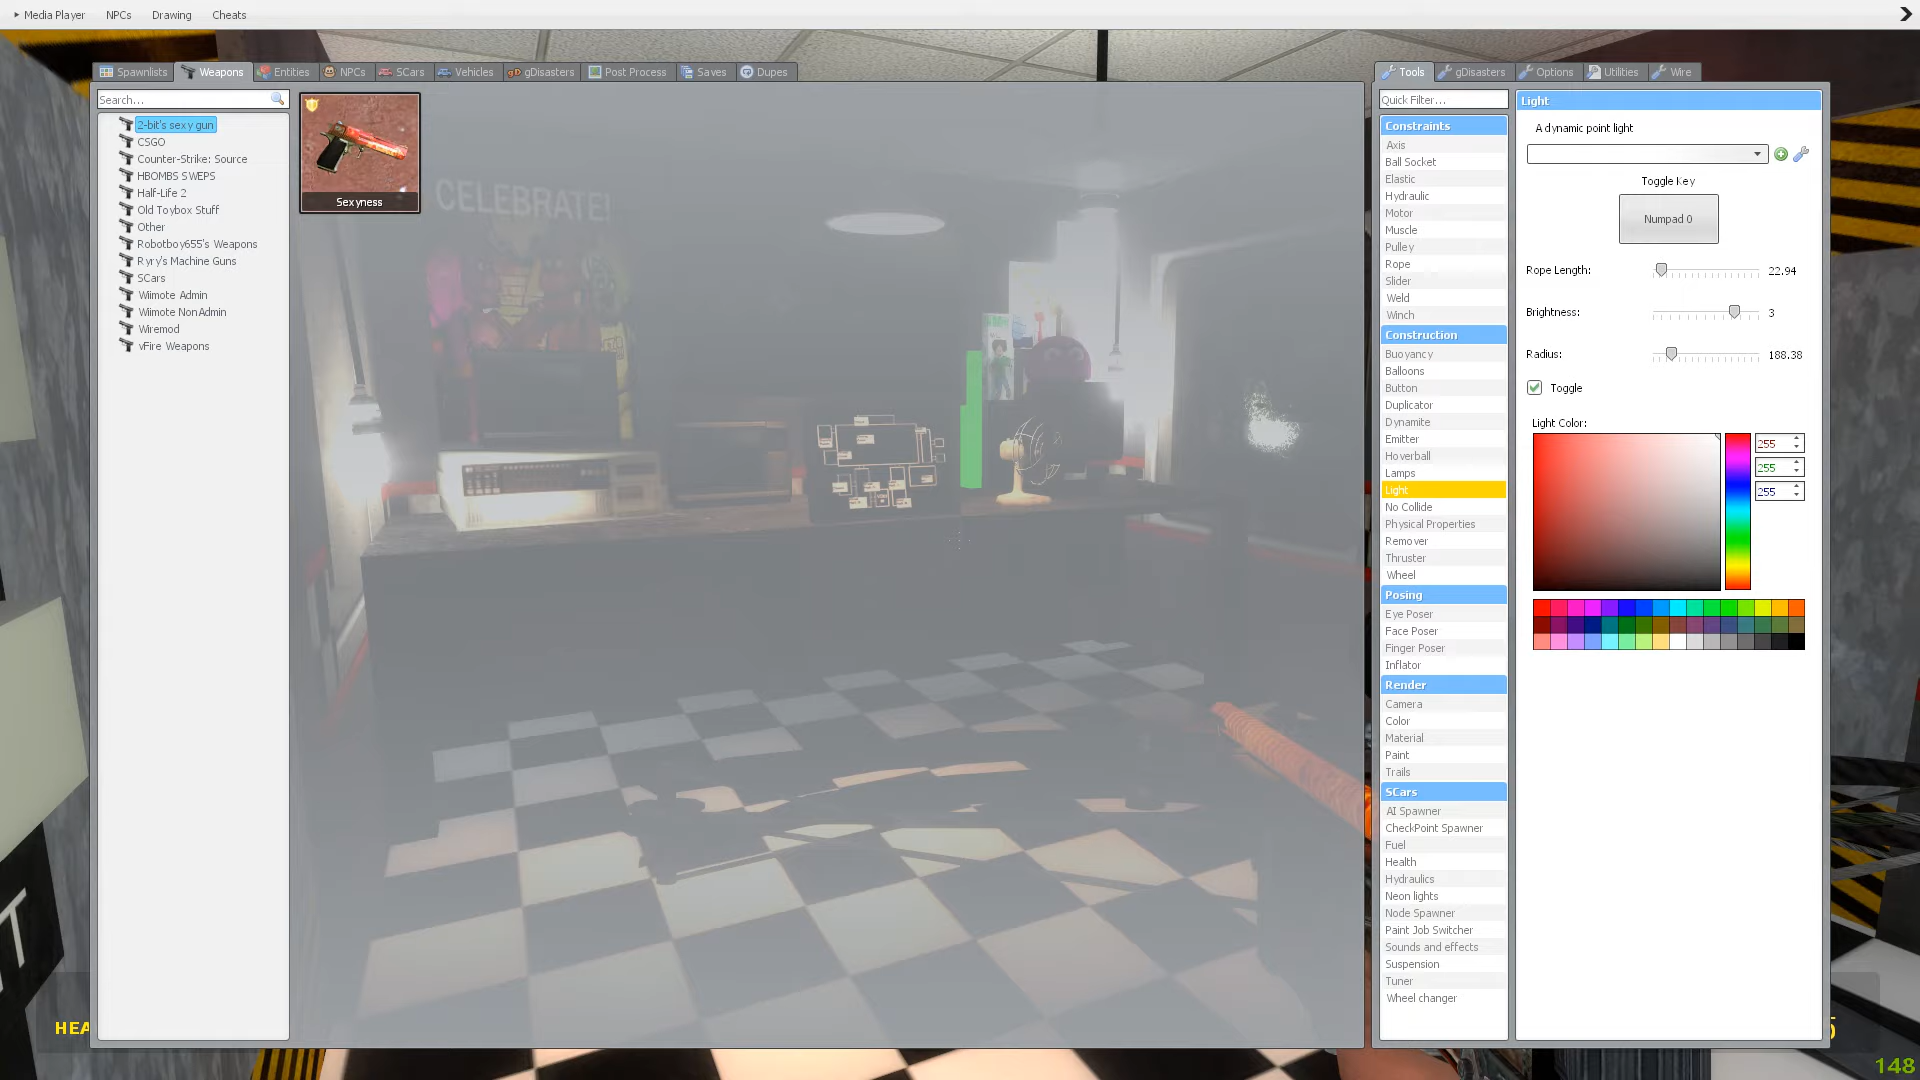 Media Player NPCs Drawing Cheats
Spawnlists Weapons Entities NPCs SCars Vehicles gDisasters Post Process Saves Dupes
Tools gDisasters Options Utilities Wire
Search...
2-bit's sexy gun
CSGO
Counter-Strike: Source
HBOMBS SWEPS
Half-Life 2
Old Toybox Stuff
Other
Robotboy655's Weapons
Ryry's Machine Guns
SCars
Wiimote Admin
Wiimote NonAdmin
Wiremod
vFire Weapons
Sexyness
CELEBRATE!
Quick Filter...
Constraints
Axis
Ball Socket
Elastic
Hydraulic
Motor
Muscle
Pulley
Rope
Slider
Weld
Winch
Construction
Buoyancy
Balloons
Button
Duplicator
Dynamite
Emitter
Hoverball
Lamps
Light
No Collide
Physical Properties
Remover
Thruster
Wheel
Posing
Eye Poser
Face Poser
Finger Poser
Inflator
Render
Camera
Color
Material
Paint
Trails
SCars
AI Spawner
CheckPoint Spawner
Fuel
Health
Hydraulics
Neon lights
Node Spawner
Paint Job Switcher
Sounds and effects
Suspension
Tuner
Wheel changer
Light
A dynamic point light
Toggle Key
Numpad 0
Rope Length: 22.94
Brightness: 3
Radius: 188.38
Toggle
Light Color:
255
255
255
HEA
5
148